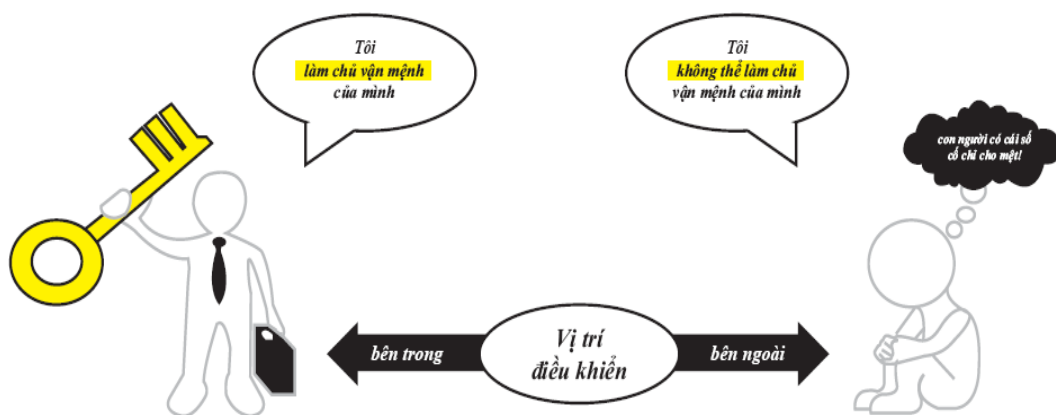 Tôi
làm chủ vận mệnh
của mình
Tôi
không thể làm chủ
vận mệnh của mình
con người có cái số
cố chi cho mệt!
Vị trí
điều khiển
bên trong
bên ngoài